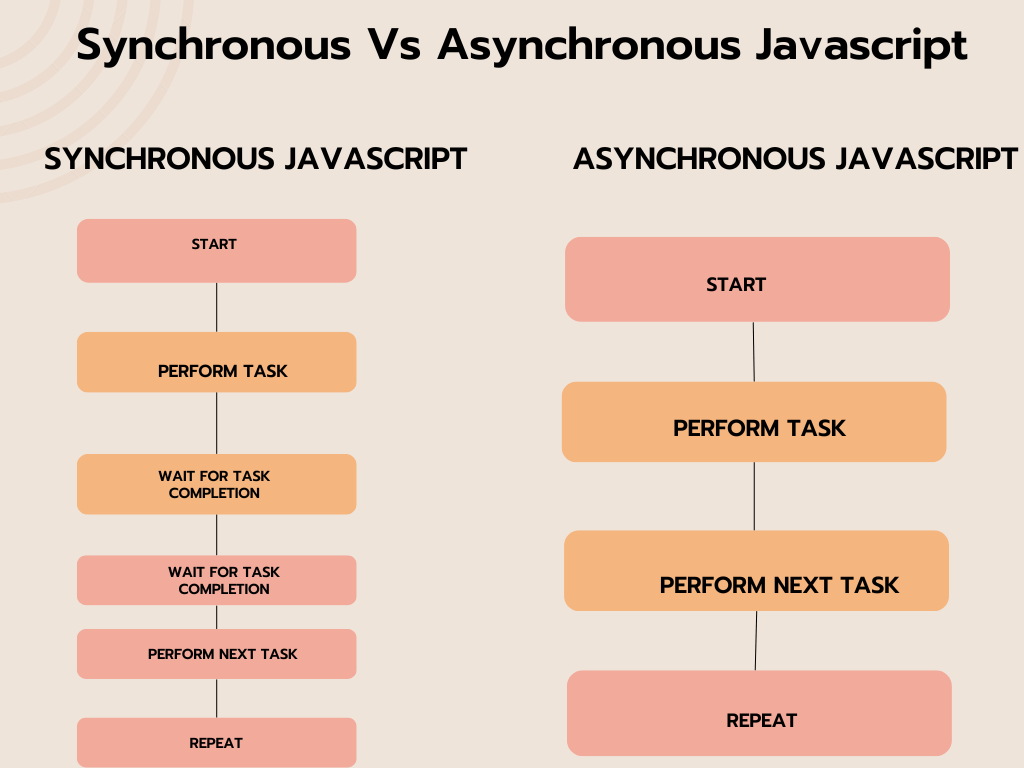 Synchronous Vs Asynchronous Javascript
SYNCHRONOUS JAVASCRIPT
START
PERFORM TASK
WAIT FOR TASK
COMPLETION
WAIT FOR TASK
COMPLETION
PERFORM NEXT TASK
REPEAT
ASYNCHRONOUS JAVASCRIPT
START
PERFORM TASK
PERFORM NEXT TASK
REPEAT